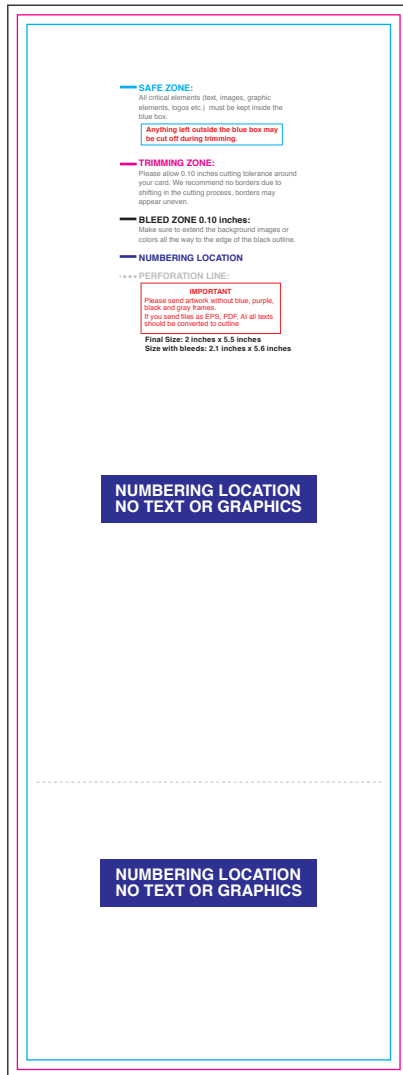 SAFE ZONE:
All critical elements (text, images, graphic
elements, logos etc.)  must be kept inside the
blue box.
Anything left outside the blue box may
be cut off during trimming.
TRIMMING ZONE:
Please allow 0.10 inches cutting tolerance around
your card. We recommend no borders due to
shifting in the cutting process, borders may
appear uneven.
BLEED ZONE 0.10 inches:
Make sure to extend the background images or
colors all the way to the edge of the black outline.
NUMBERING LOCATION
PERFORATION LINE:
IMPORTANT
Please send artwork without blue, purple,
black and gray frames.
If you send files as EPS, PDF, AI all texts
should be converted to outline
Final Size: 2 inches x 5.5 inches
Size with bleeds: 2.1 inches x 5.6 inches
NUMBERING LOCATION
NO TEXT OR GRAPHICS
NUMBERING LOCATION
NO TEXT OR GRAPHICS